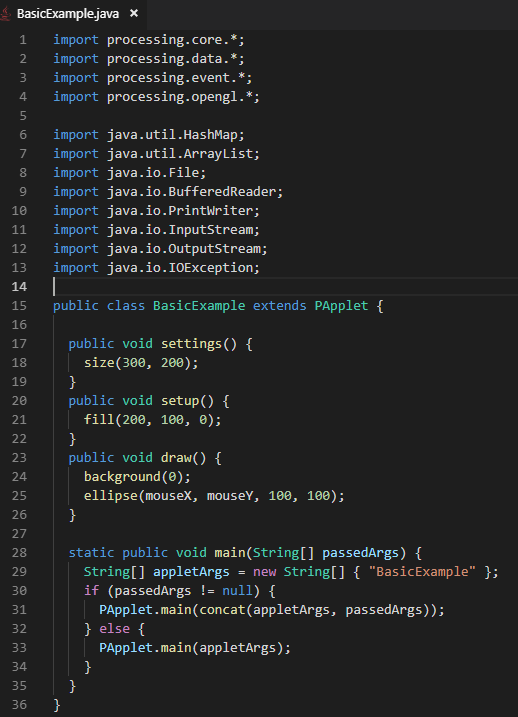 BasicExample.java ×
1 import processing.core.*;
2 import processing.data.*;
3 import processing.event.*;
4 import processing.opengl.*;
5
6 import java.util.HashMap;
7 import java.util.ArrayList;
8 import java.io.File;
9 import java.io.BufferedReader;
10 import java.io.PrintWriter;
11 import java.io.InputStream;
12 import java.io.OutputStream;
13 import java.io.IOException;
14
15 public class BasicExample extends PApplet {
16
17   public void settings() {
18     size(300, 200);
19   }
20   public void setup() {
21     fill(200, 100, 0);
22   }
23   public void draw() {
24     background(0);
25     ellipse(mouseX, mouseY, 100, 100);
26   }
27
28   static public void main(String[] passedArgs) {
29     String[] appletArgs = new String[] { "BasicExample" };
30     if (passedArgs != null) {
31       PApplet.main(concat(appletArgs, passedArgs));
32     } else {
33       PApplet.main(appletArgs);
34     }
35   }
36 }